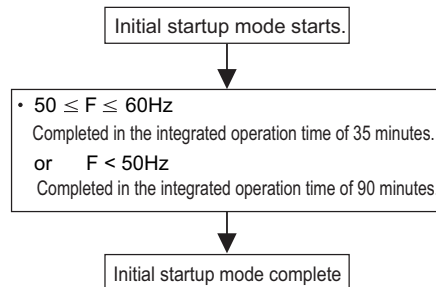 Initial startup mode starts.
• 50 ≤ F ≤ 60Hz
Completed in the integrated operation time of 35 minutes.
or F < 50Hz
Completed in the integrated operation time of 90 minutes
Initial startup mode complete